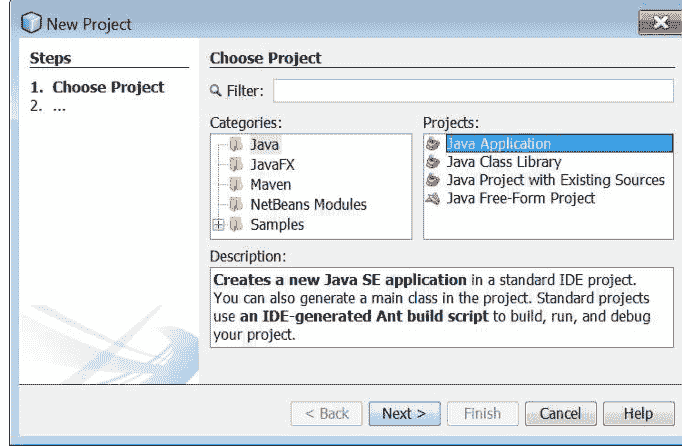 New Project
Steps
1. Choose Project
2. ...
Choose Project
Filter:
Categories:
Java
JavaFX
Maven
NetBeans Modules
Samples
Projects:
Java Application
Java Class Library
Java Project with Existing Sources
Java Free-Form Project
Description:
Creates a new Java SE application in a standard IDE project.
You can also generate a main class in the project. Standard projects
use an IDE-generated Ant build script to build, run, and debug
your project.
< Back Next > Finish Cancel Help